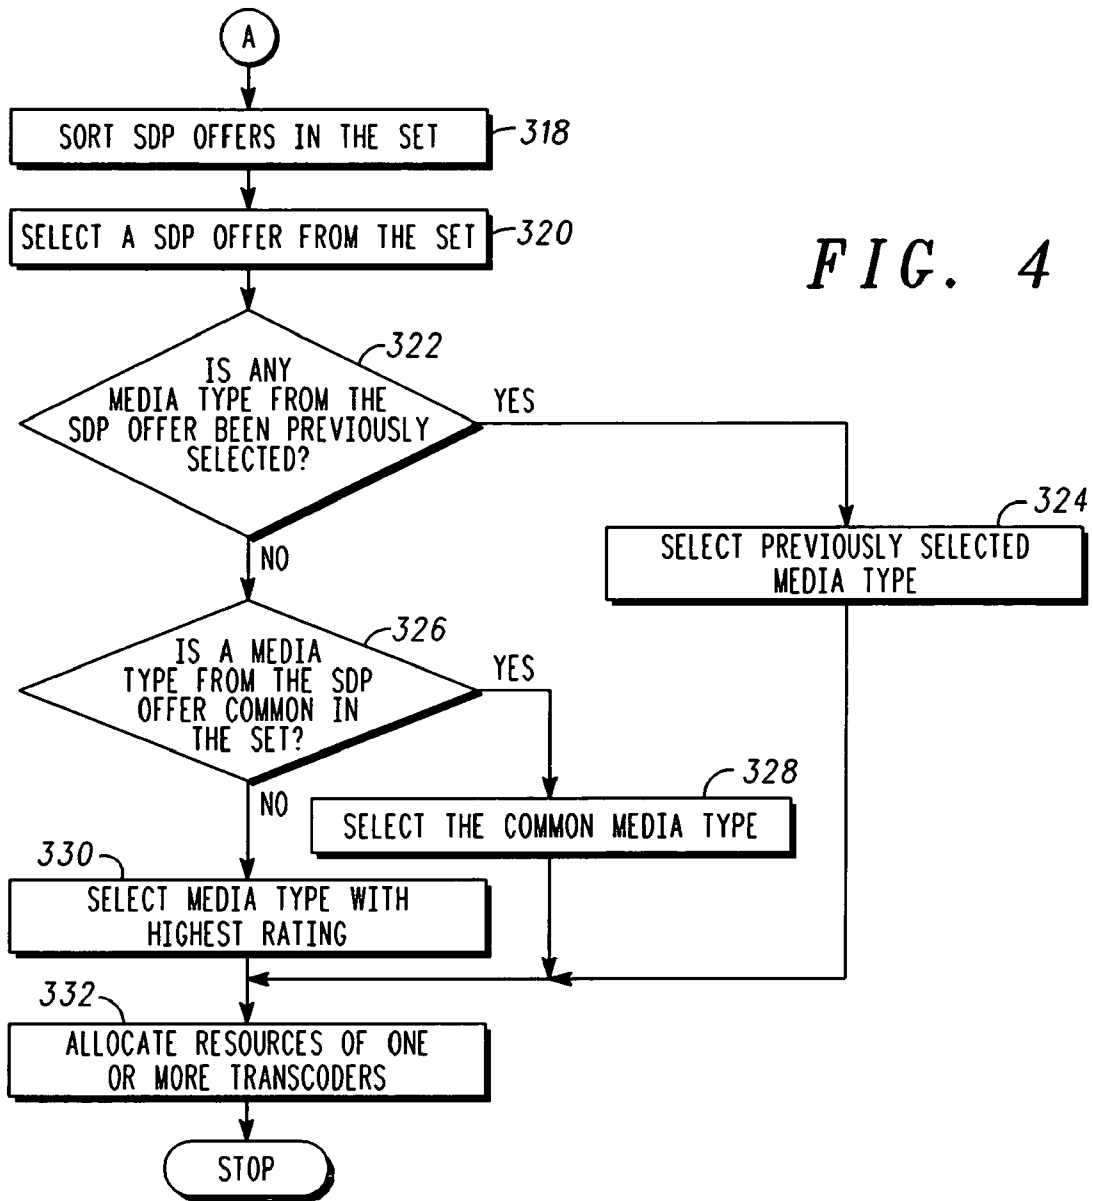 A
SORT SDP OFFERS IN THE SET
318
SELECT A SDP OFFER FROM THE SET
320
FIG. 4
322
IS ANY
MEDIA TYPE FROM THE
SDP OFFER BEEN PREVIOUSLY
SELECTED?
YES
NO
324
SELECT PREVIOUSLY SELECTED
MEDIA TYPE
326
IS A MEDIA
TYPE FROM THE SDP
OFFER COMMON IN
THE SET?
YES
NO
328
SELECT THE COMMON MEDIA TYPE
330
SELECT MEDIA TYPE WITH
HIGHEST RATING
332
ALLOCATE RESOURCES OF ONE
OR MORE TRANSCODERS
STOP